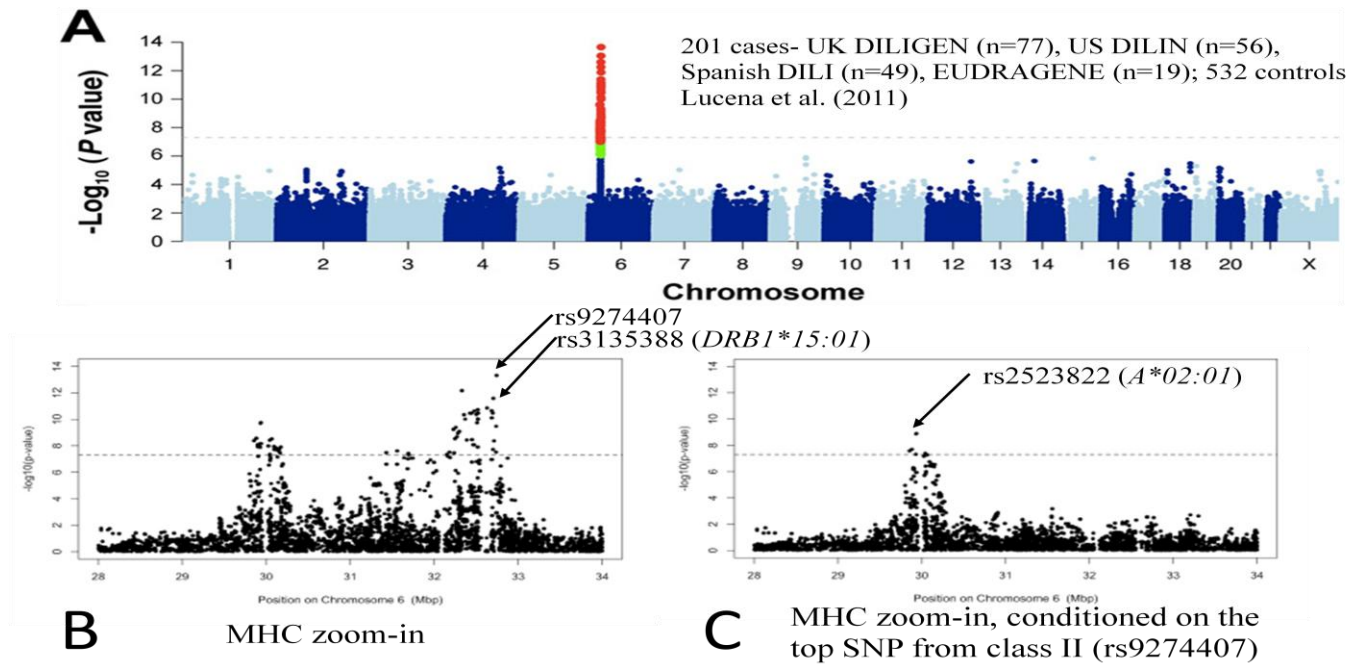 A
201 cases- UK DILIGEN (n=77), US DILIN (n=56),
Spanish DILI (n=49), EUDRAGENE (n=19); 532 controls
Lucena et al. (2011)
-Log10 (P value)
14
12
10
8
6
4
2
0
1 2 3 4 5 6 7 8 9 10 11 12 13 14 16 18 20 X
Chromosome
rs9274407
rs3135388 (DRB1*15:01)
-log10(p-value)
14
12
10
8
6
4
2
0
28 29 30 31 32 33 34
Position on Chromosome 6 (Mbp)
B
MHC zoom-in
rs2523822 (A*02:01)
-log10(p-value)
14
12
10
8
6
4
2
0
28 29 30 31 32 33 34
Position on Chromosome 6 (Mbp)
C
MHC zoom-in, conditioned on the
top SNP from class II (rs9274407)